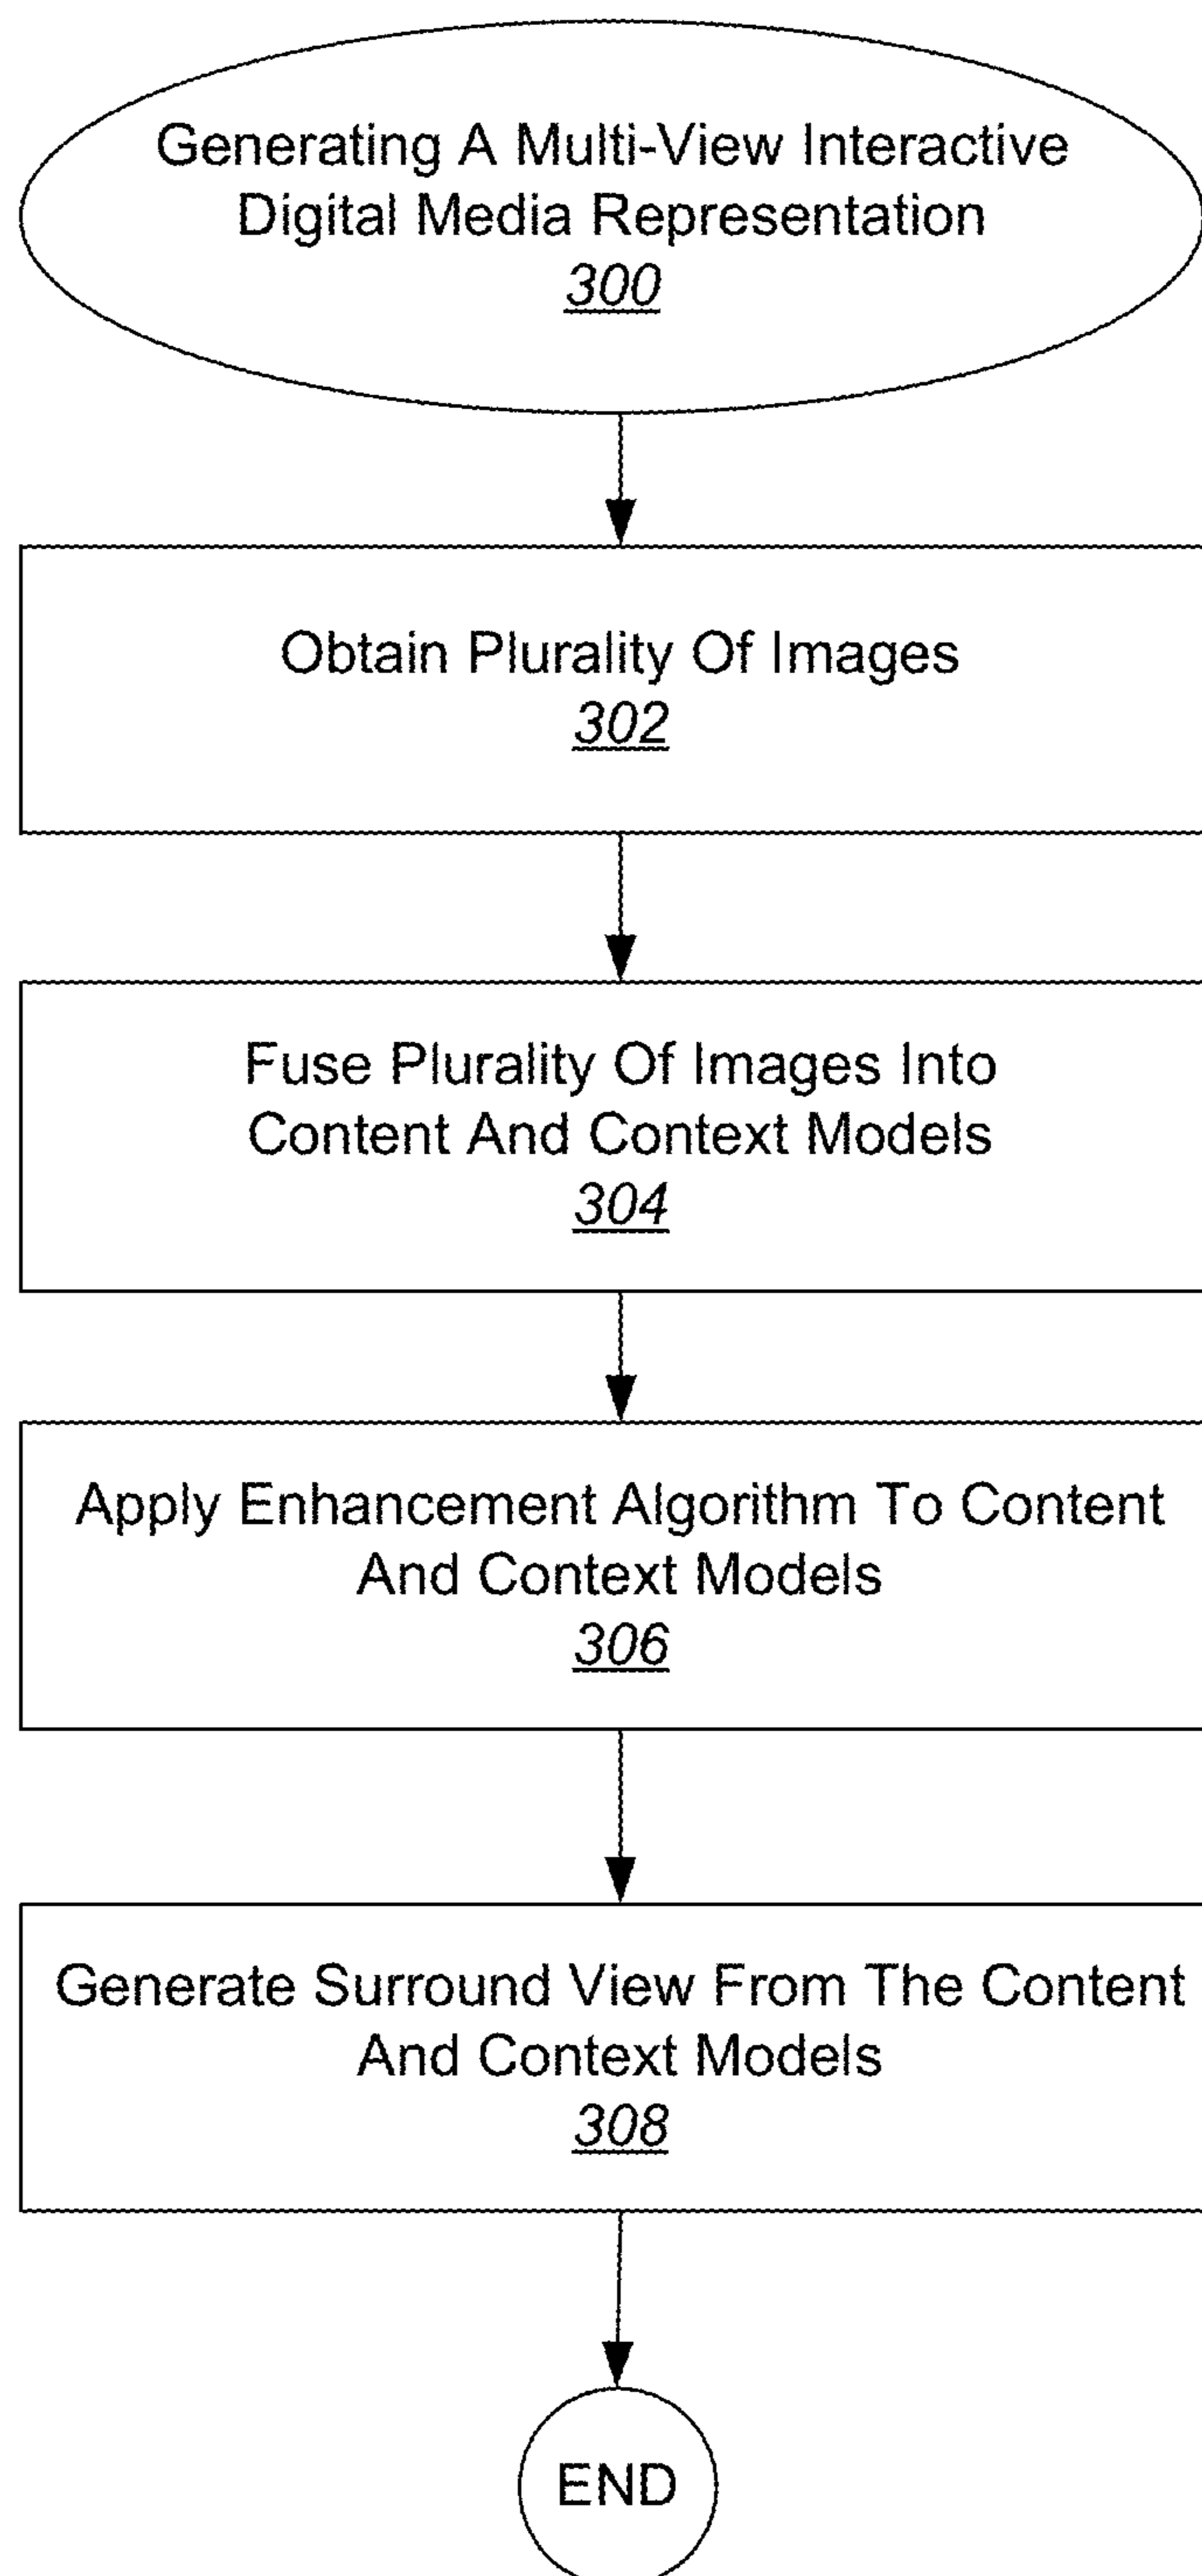 Generating A Multi-View Interactive
Digital Media Representation
300
Obtain Plurality Of Images
302
Fuse Plurality Of Images Into
Content And Context Models
304
Apply Enhancement Algorithm To Content
And Context Models
306
Generate Surround View From The Content
And Context Models
308
END